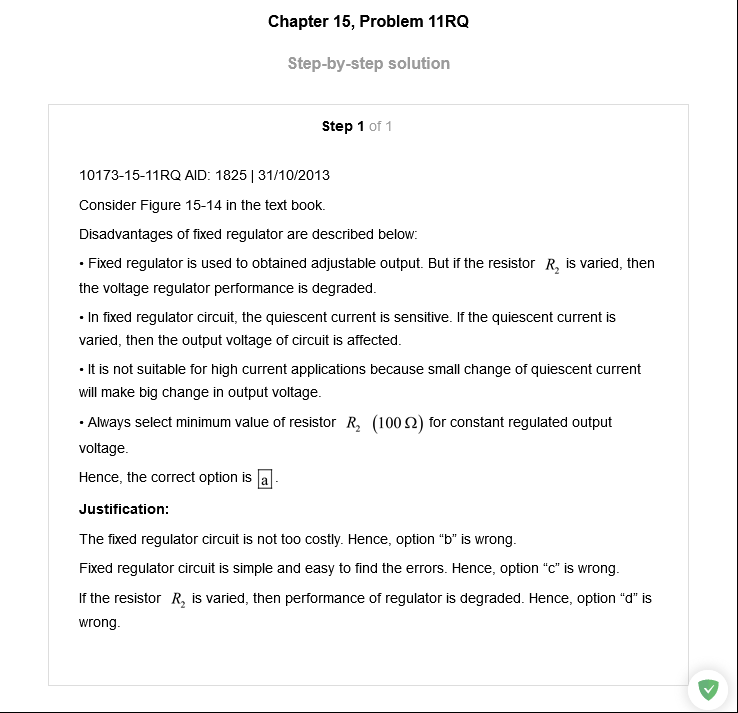 Chapter 15, Problem 11RQ
Step-by-step solution
Step 1 of 1
10173-15-11RQ AID: 1825 | 31/10/2013
Consider Figure 15-14 in the text book.
Disadvantages of fixed regulator are described below:
• Fixed regulator is used to obtained adjustable output. But if the resistor R₂ is varied, then
the voltage regulator performance is degraded.
• In fixed regulator circuit, the quiescent current is sensitive. If the quiescent current is
varied, then the output voltage of circuit is affected.
• It is not suitable for high current applications because small change of quiescent current
will make big change in output voltage.
• Always select minimum value of resistor R₂ (100 Ω) for constant regulated output
voltage.
Hence, the correct option is a .
Justification:
The fixed regulator circuit is not too costly. Hence, option “b” is wrong.
Fixed regulator circuit is simple and easy to find the errors. Hence, option “c” is wrong.
If the resistor R₂ is varied, then performance of regulator is degraded. Hence, option “d” is
wrong.